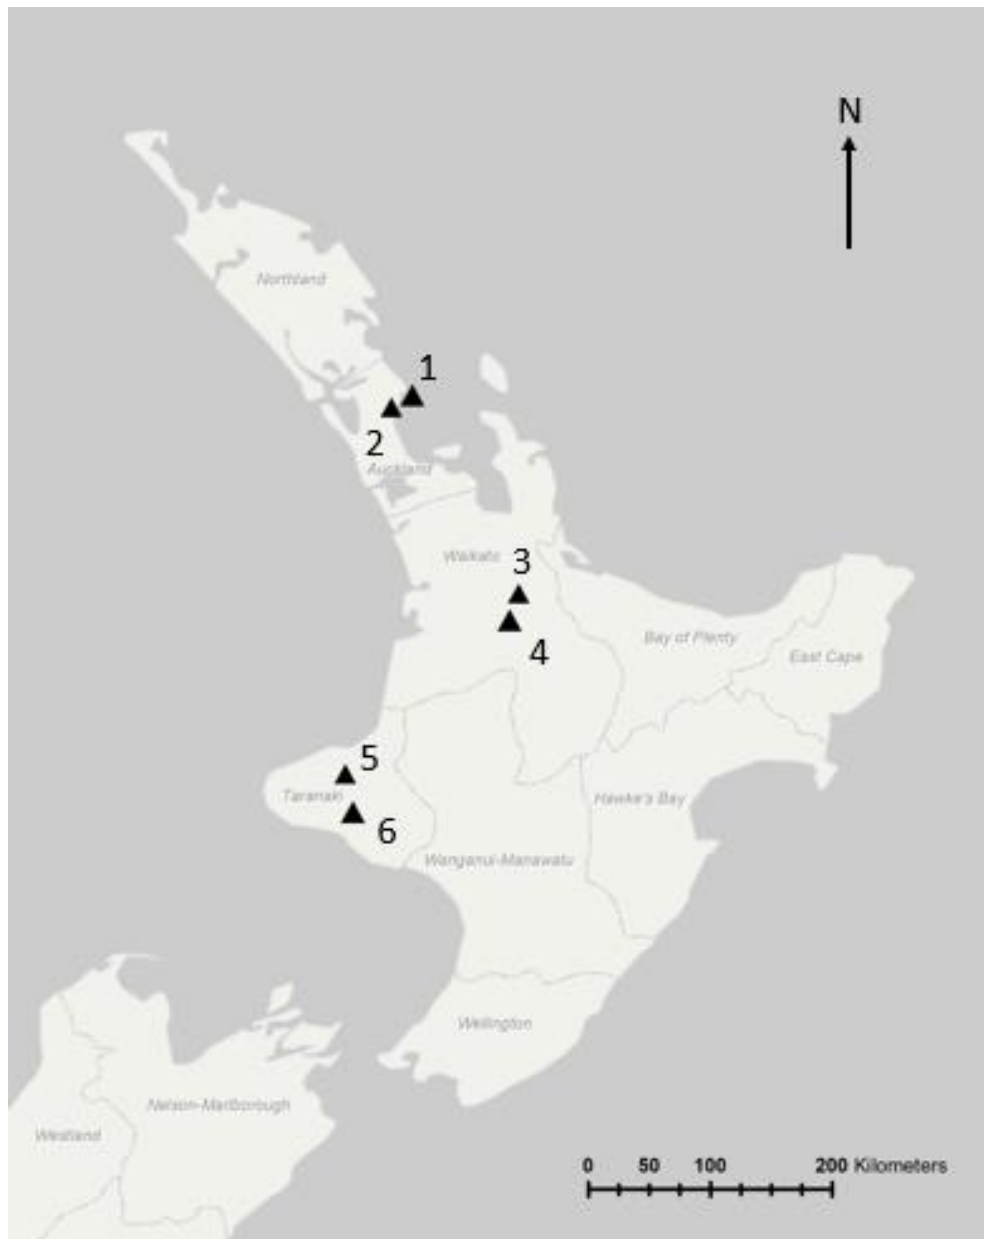 N
Northland
1
2
Auckland
Waikato
3
4
Bay of Plenty
East Cape
5
Taranaki
6
Hawke's Bay
Wanganui-Manawatu
Wellington
Nelson-Marlborough
Westland
0 50 100 200 Kilometers